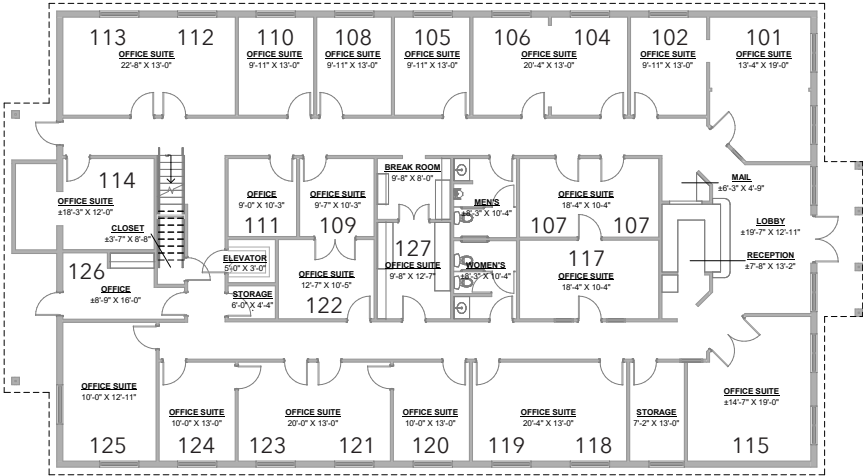 113 112
OFFICE SUITE
22'-8" X 13'-0"
110
OFFICE SUITE
9'-11" X 13'-0"
108
OFFICE SUITE
9'-11" X 13'-0"
105
OFFICE SUITE
9'-11" X 13'-0"
106 104
OFFICE SUITE
20'-4" X 13'-0"
102
OFFICE SUITE
9'-11" X 13'-0"
101
OFFICE SUITE
13'-4" X 19'-0"
114
OFFICE SUITE
±18'-3" X 12'-0"
CLOSET
±3'-7" X 8'-8"
OFFICE
9'-0" X 10'-3"
111
OFFICE SUITE
9'-7" X 10'-3"
109
BREAK ROOM
9'-8" X 8'-0"
MEN'S
±8'-3" X 10'-4"
OFFICE SUITE
18'-4" X 10'-4"
107 107
MAIL
±6'-3" X 4'-9"
LOBBY
±19'-7" X 12'-11"
RECEPTION
±7'-8" X 13'-2"
126
OFFICE
±8'-9" X 16'-0"
ELEVATOR
5'-0" X 3'-0"
STORAGE
6'-0" X 4'-4"
OFFICE SUITE
12'-7" X 10'-5"
122
127
OFFICE SUITE
9'-8" X 12'-7"
WOMEN'S
±8'-3" X 10'-4"
117
OFFICE SUITE
18'-4" X 10'-4"
OFFICE SUITE
10'-0" X 12'-11"
125
OFFICE SUITE
10'-0" X 13'-0"
124
OFFICE SUITE
20'-0" X 13'-0"
123 121
OFFICE SUITE
10'-0" X 13'-0"
120
OFFICE SUITE
20'-4" X 13'-0"
119 118
STORAGE
7'-2" X 13'-0"
OFFICE SUITE
±14'-7" X 19'-0"
115